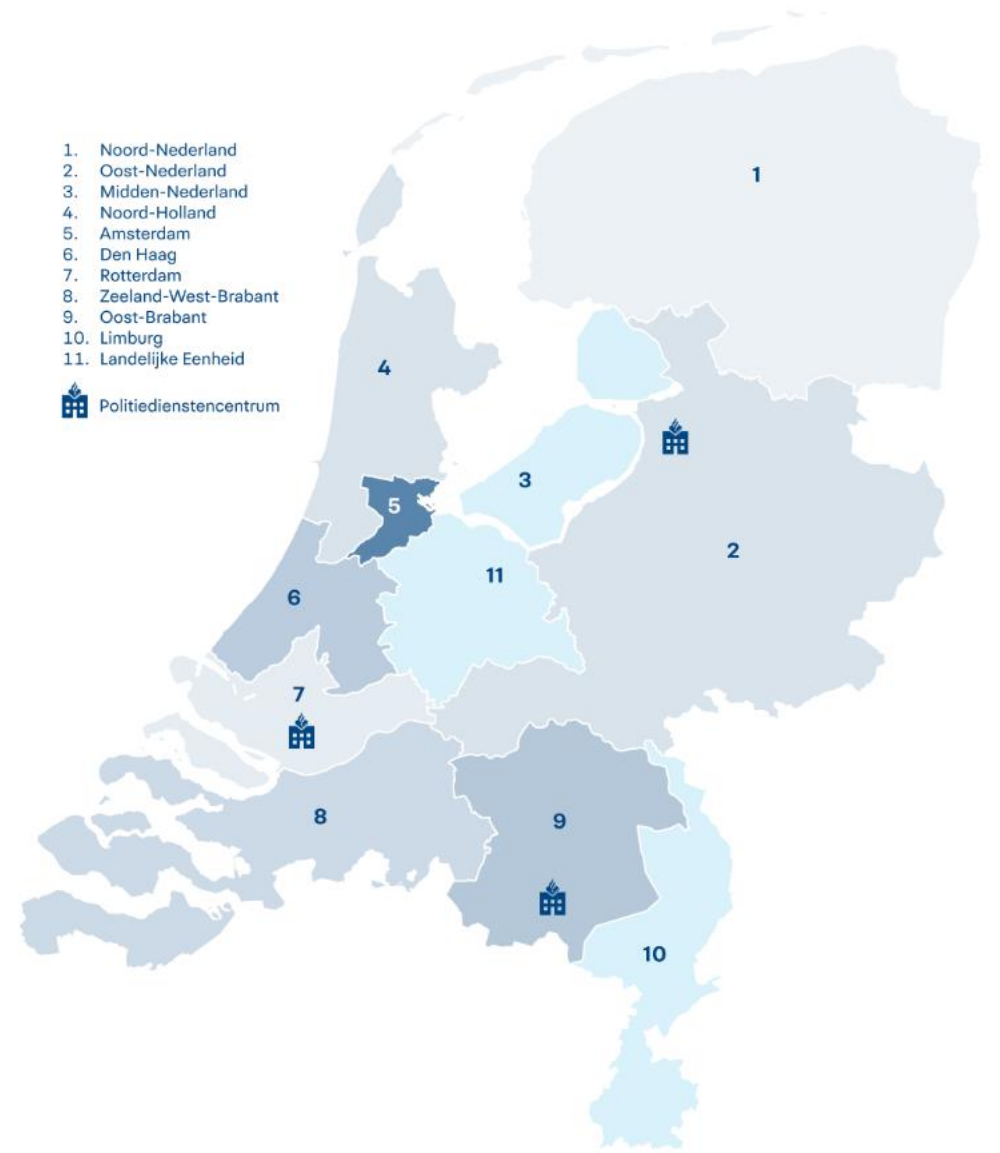 1. Noord-Nederland
2. Oost-Nederland
3. Midden-Nederland
4. Noord-Holland
5. Amsterdam
6. Den Haag
7. Rotterdam
8. Zeeland-West-Brabant
9. Oost-Brabant
10. Limburg
11. Landelijke Eenheid
Politiedienstencentrum
1
4
3
5
2
11
6
7
8
9
10